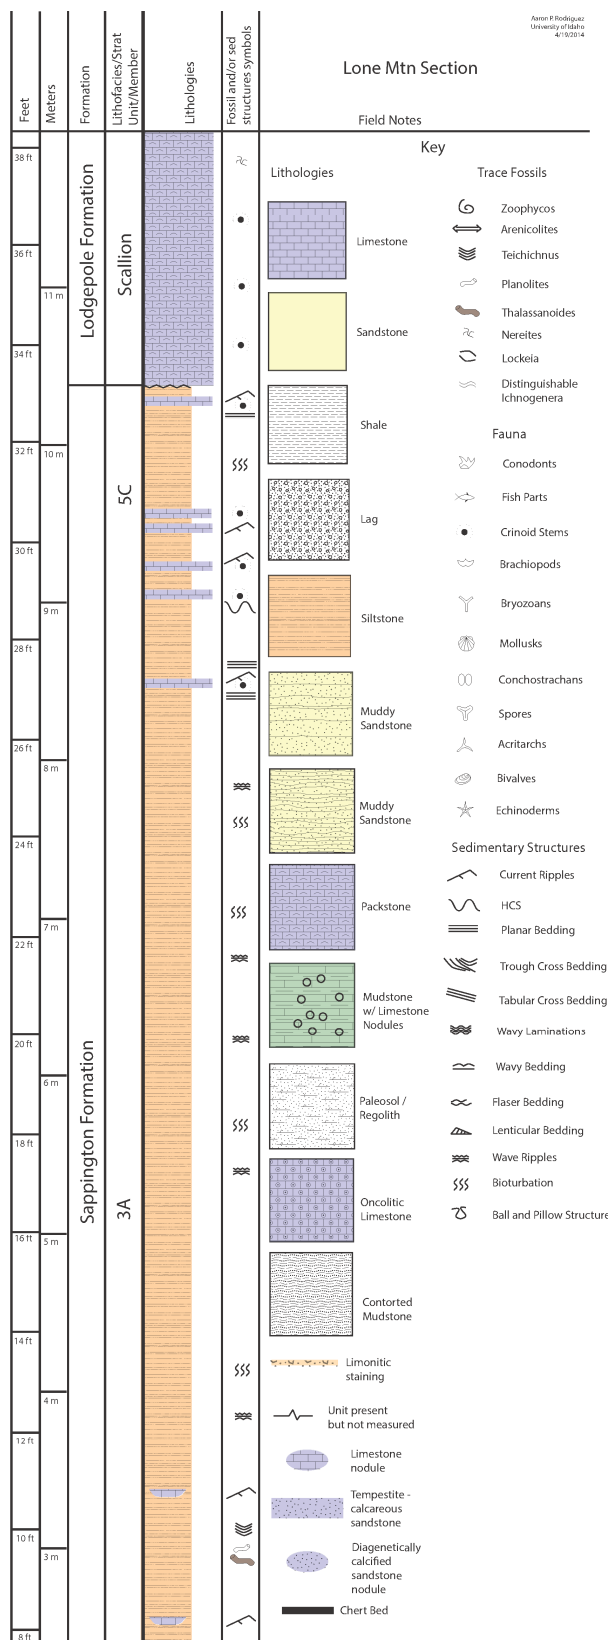 Aaron P. Rodriguez
University of Idaho
4/19/2014
Feet
Meters
Formation
Lithofacies/Strat
Unit/Member
Lithologies
Fossil and/or sed
structures symbols
Lone Mtn Section
Field Notes
38 ft
36 ft
34 ft
32 ft
30 ft
28 ft
26 ft
24 ft
22 ft
20 ft
18 ft
16 ft
14 ft
12 ft
10 ft
8 ft
11 m
10 m
9 m
8 m
7 m
6 m
5 m
4 m
3 m
Lodgepole Formation
Sappington Formation
Scallion
5C
3A
Key
Lithologies
Limestone
Sandstone
Shale
Lag
Siltstone
Muddy
Sandstone
Muddy
Sandstone
Packstone
Mudstone
w/ Limestone
Nodules
Paleosol /
Regolith
Oncolitic
Limestone
Contorted
Mudstone
Limonitic
staining
Unit present
but not measured
Limestone
nodule
Tempestite -
calcareous
sandstone
Diagenetically
calcified
sandstone
nodule
Chert Bed
Trace Fossils
Zoophycos
Arenicolites
Teichichnus
Planolites
Thalassanoides
Nereites
Lockeia
Distinguishable
Ichnogenera
Fauna
Conodonts
Fish Parts
Crinoid Stems
Brachiopods
Bryozoans
Mollusks
Conchostrachans
Spores
Acritarchs
Bivalves
Echinoderms
Sedimentary Structures
Current Ripples
HCS
Planar Bedding
Trough Cross Bedding
Tabular Cross Bedding
Wavy Laminations
Wavy Bedding
Flaser Bedding
Lenticular Bedding
Wave Ripples
Bioturbation
Ball and Pillow Structure